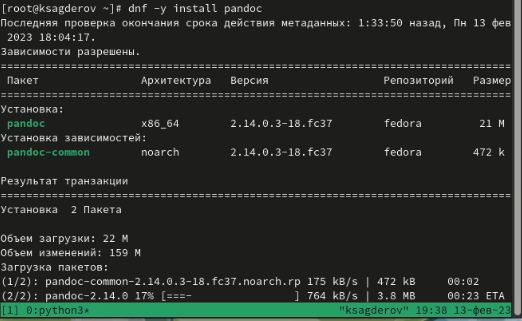 [root@ksagderov ~]# dnf -y install pandoc
Последняя проверка окончания срока действия метаданных: 1:33:50 назад, Пн 13 фев
2023 18:04:17.
Зависимости разрешены.
================================================================================
Пакет Архитектура Версия Репозиторий Размер
================================================================================
Установка:
pandoc x86_64 2.14.0.3-18.fc37 fedora 21 M
Установка зависимостей:
pandoc-common noarch 2.14.0.3-18.fc37 fedora 472 k
Результат транзакции
================================================================================
Установка 2 Пакета
Объем загрузки: 22 M
Объем изменений: 159 M
Загрузка пакетов:
(1/2): pandoc-common-2.14.0.3-18.fc37.noarch.rp 175 kB/s | 472 kB 00:02
(2/2): pandoc-2.14.0 17% [===- ] 764 kB/s | 3.8 MB 00:23 ETA
[1] 0:python3* "ksagderov" 19:38 13-фев-23